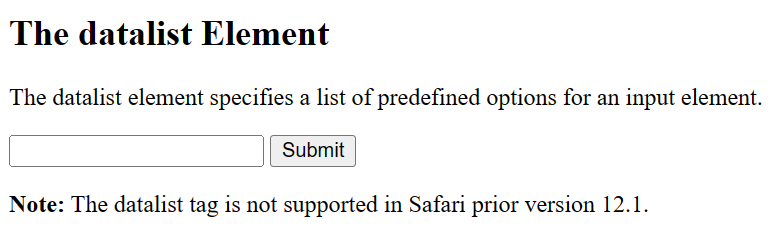 The datalist Element
The datalist element specifies a list of predefined options for an input element.
Submit
Note: The datalist tag is not supported in Safari prior version 12.1.